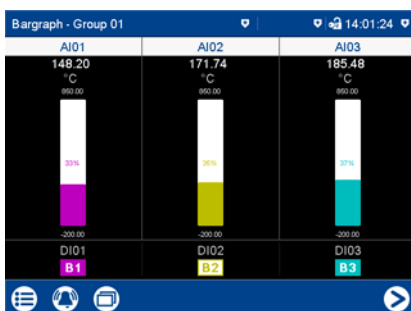 Bargraph - Group 01 14:01:24
AI01 AI02 AI03
148.20 171.74 185.48
°C °C °C
850.00 850.00 850.00
33% 35% 37%
-200.00 -200.00 -200.00
DI01 DI02 DI03
B1 B2 B3